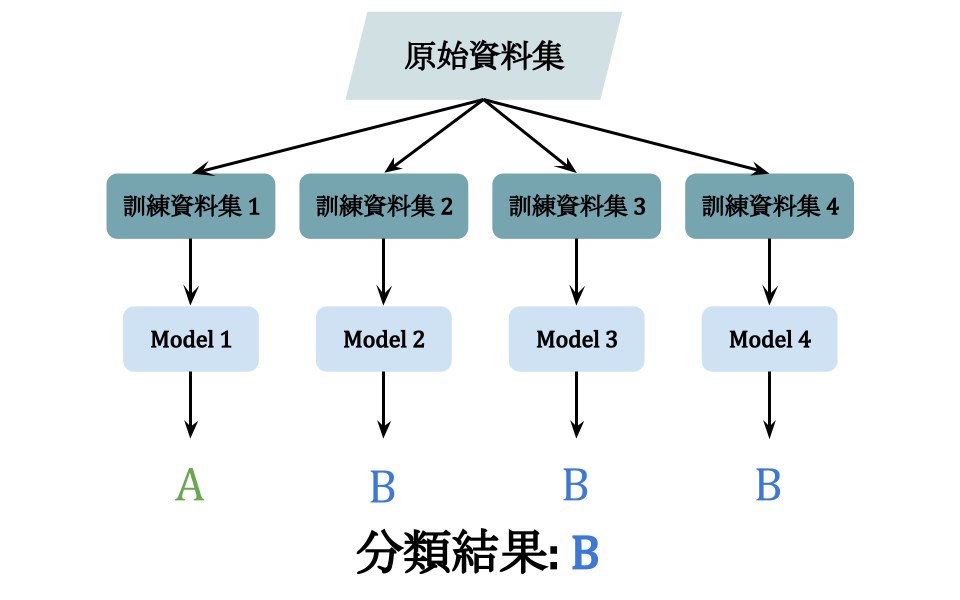 原始資料集
訓練資料集 1
訓練資料集 2
訓練資料集 3
訓練資料集 4
Model 1
Model 2
Model 3
Model 4
A
B
B
B
分類結果: B